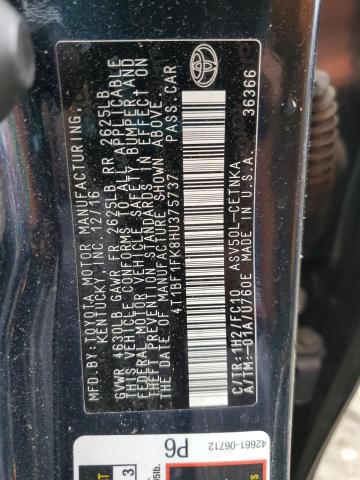 MFD. BY: TOYOTA MOTOR MANUFACTURING,
KENTUCKY, INC. 12/16
GVWR 4630LB GAWR FR 2625LB RR 2625LB
THIS VEHICLE CONFORMS TO ALL APPLICABLE
FEDERAL MOTOR VEHICLE SAFETY, BUMPER, AND
THEFT PREVENTION STANDARDS IN EFFECT ON
THE DATE OF MANUFACTURE SHOWN ABOVE.
4T1BF1FK8HU375737 PASS. CAR
C/TR:1H2/FC10 ASV50L-CETNKA
A/TM:-01A/U760E MADE IN U.S.A.
36366
42661-06712
P6
3